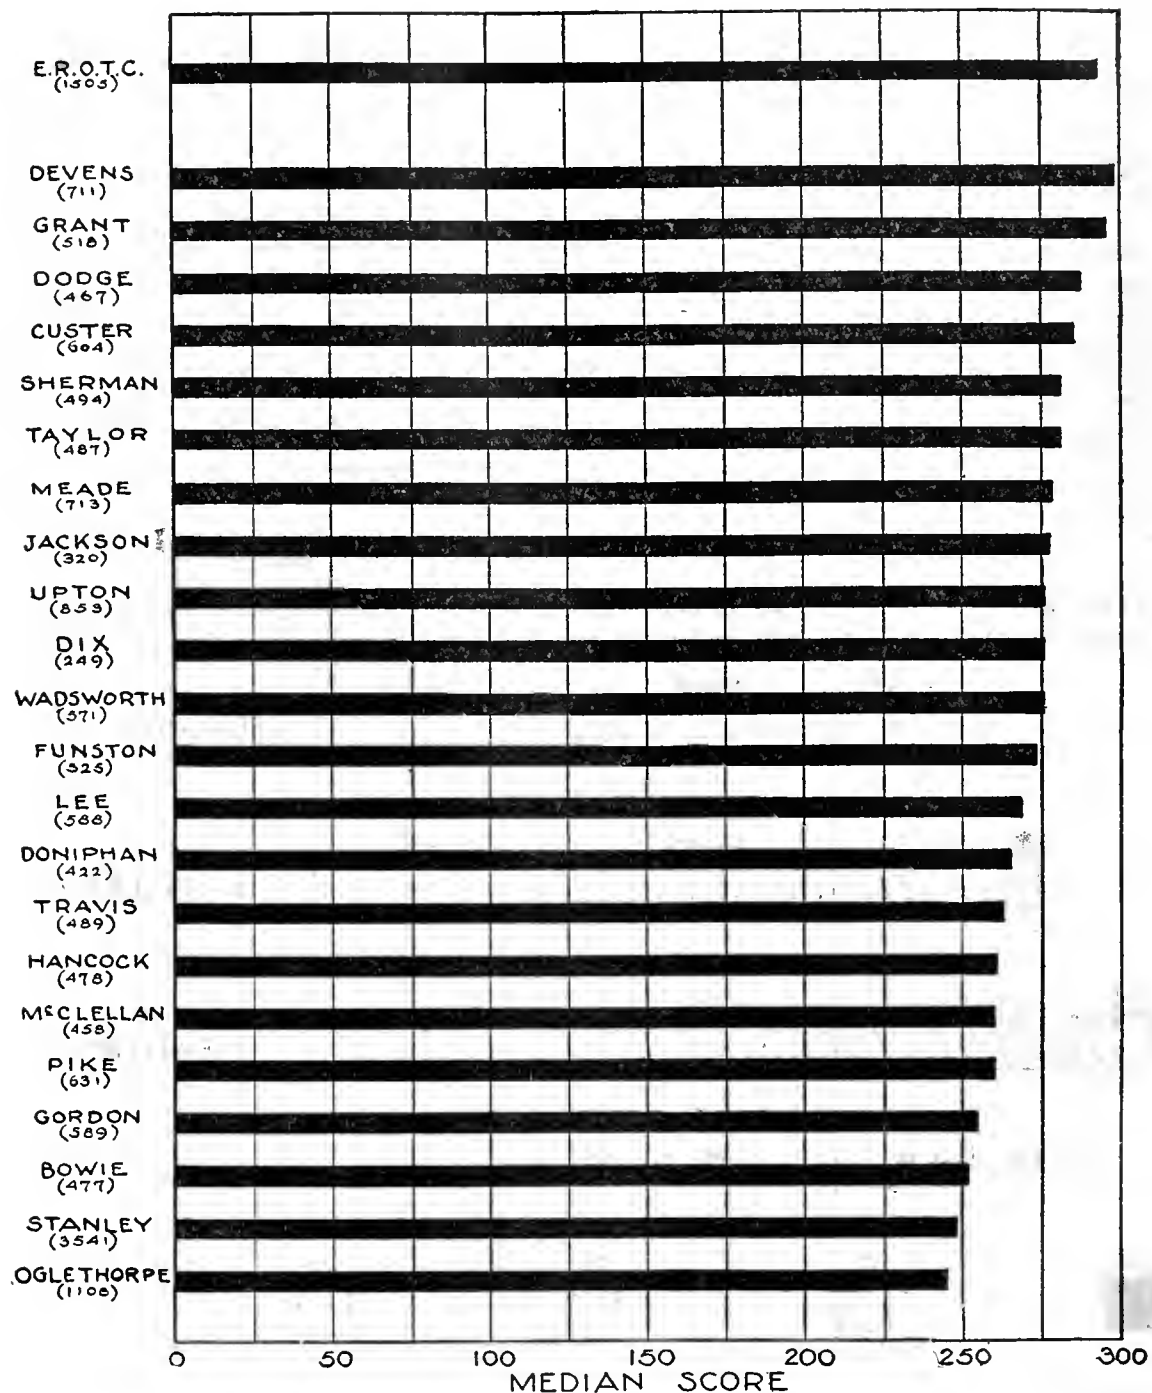 E.R.O.T.C.
(1505)
DEVENS
(711)
GRANT
(518)
DODGE
(467)
CUSTER
(604)
SHERMAN
(494)
TAYLOR
(487)
MEADE
(713)
JACKSON
(320)
UPTON
(853)
DIX
(249)
WADSWORTH
(571)
FUNSTON
(325)
LEE
(588)
DONIPHAN
(422)
TRAVIS
(489)
HANCOCK
(478)
McCLELLAN
(458)
PIKE
(631)
GORDON
(589)
BOWIE
(477)
STANLEY
(3541)
OGLETHORPE
(1108)
0 50 100 150 200 250 300
MEDIAN SCORE